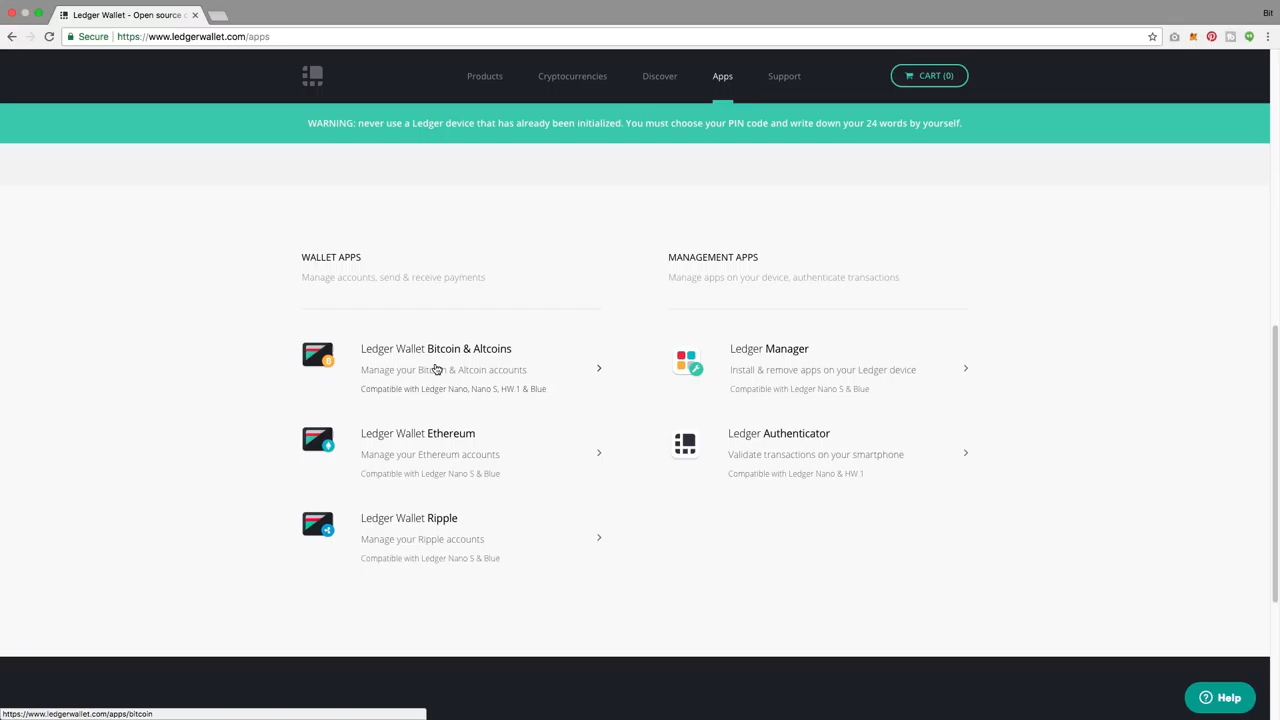 Ledger Wallet - Open source
Bit
Secure
https://www.ledgerwallet.com/apps
Products
Cryptocurrencies
Discover
Apps
Support
CART (0)
WARNING: never use a Ledger device that has already been initialized. You must choose your PIN code and write down your 24 words by yourself.
WALLET APPS
Manage accounts, send & receive payments
Ledger Wallet Bitcoin & Altcoins
Manage your Bitcoin & Altcoin accounts
Compatible with Ledger Nano, Nano S, HW.1 & Blue
Ledger Wallet Ethereum
Manage your Ethereum accounts
Compatible with Ledger Nano S & Blue
Ledger Wallet Ripple
Manage your Ripple accounts
Compatible with Ledger Nano S & Blue
MANAGEMENT APPS
Manage apps on your device, authenticate transactions
Ledger Manager
Install & remove apps on your Ledger device
Compatible with Ledger Nano S & Blue
Ledger Authenticator
Validate transactions on your smartphone
Compatible with Ledger Nano & HW.1
Help
https://www.ledgerwallet.com/apps/bitcoin